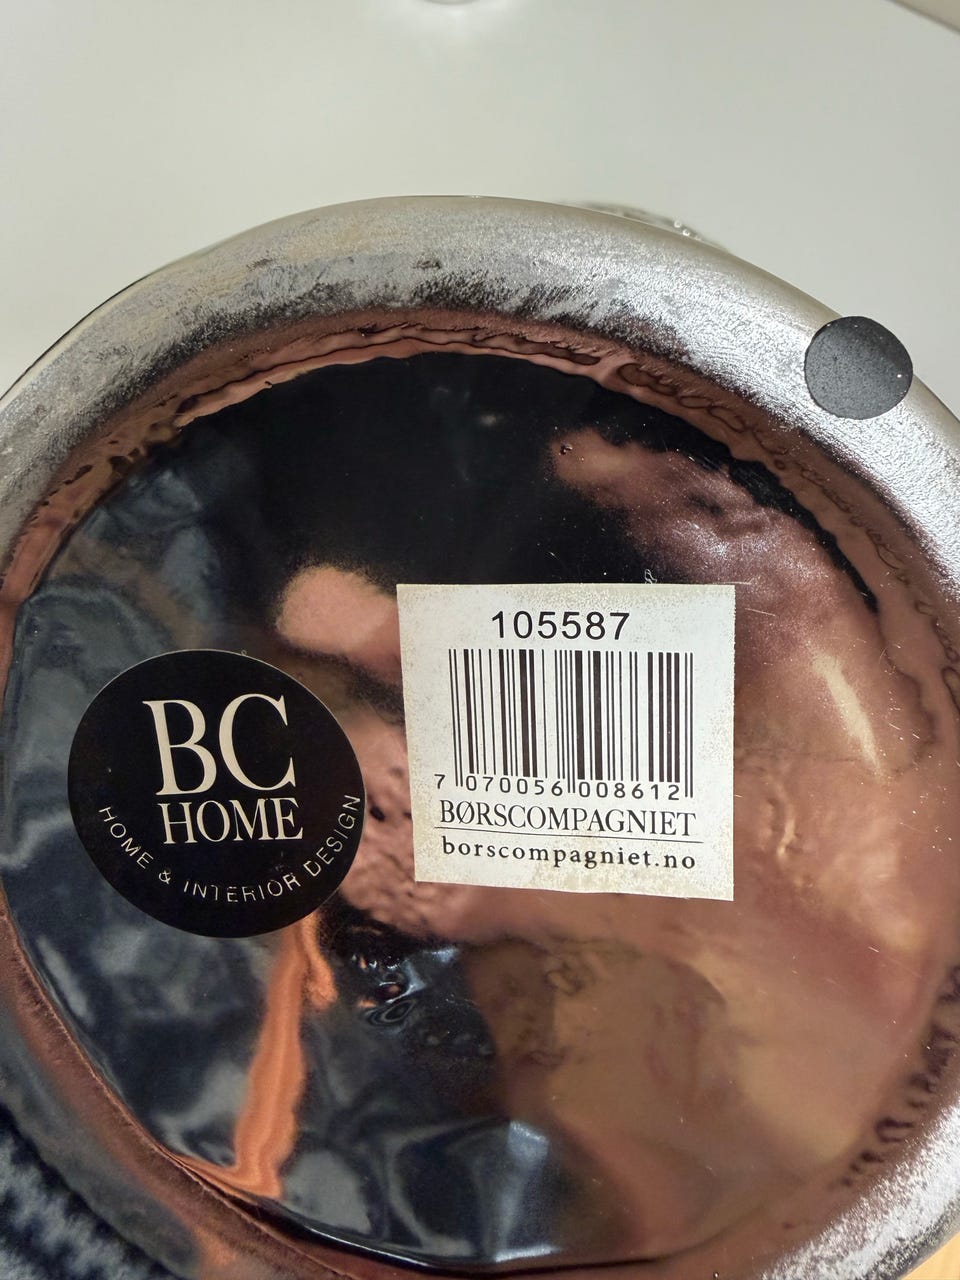 105587
7 070056 008612
BØRSCOMPAGNIET
borscompagniet.no
BC
HOME
HOME & INTERIOR DESIGN